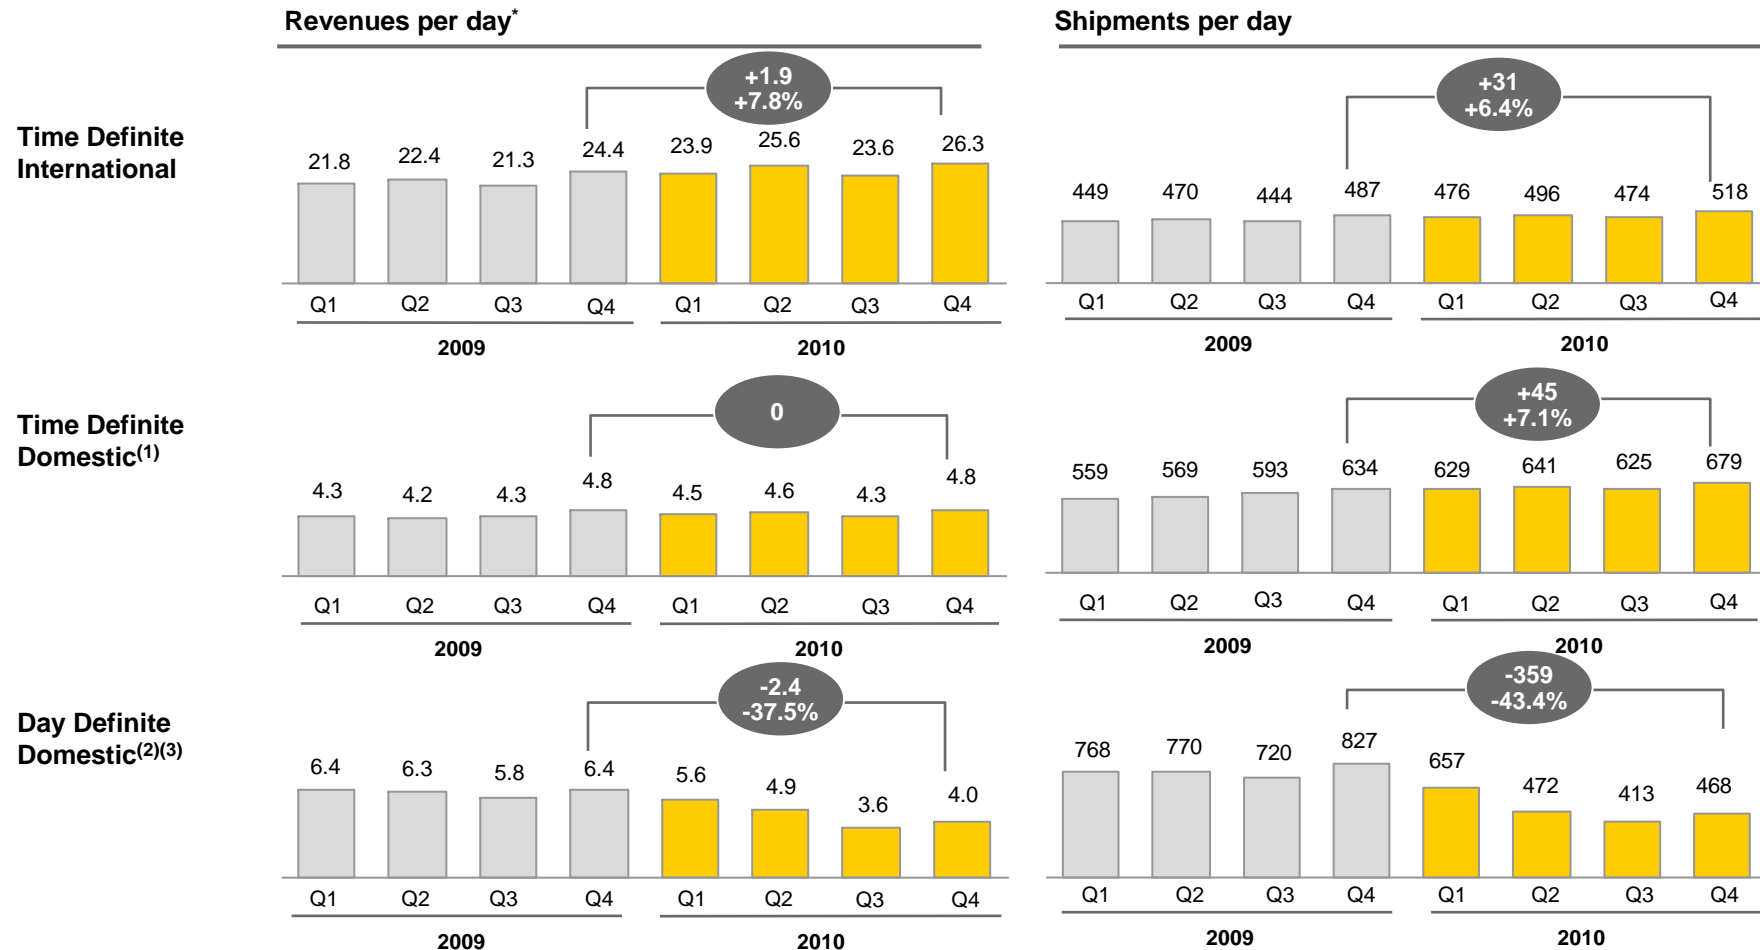 Revenues per day*
Shipments per day
Time Definite
International
+1.9
+7.8%
21.8 22.4 21.3 24.4 23.9 25.6 23.6 26.3
Q1 Q2 Q3 Q4 Q1 Q2 Q3 Q4
2009 2010
+31
+6.4%
449 470 444 487 476 496 474 518
Q1 Q2 Q3 Q4 Q1 Q2 Q3 Q4
2009 2010
Time Definite
Domestic(1)
0
4.3 4.2 4.3 4.8 4.5 4.6 4.3 4.8
Q1 Q2 Q3 Q4 Q1 Q2 Q3 Q4
2009 2010
+45
+7.1%
559 569 593 634 629 641 625 679
Q1 Q2 Q3 Q4 Q1 Q2 Q3 Q4
2009 2010
Day Definite
Domestic(2)(3)
-2.4
-37.5%
6.4 6.3 5.8 6.4 5.6 4.9 3.6 4.0
Q1 Q2 Q3 Q4 Q1 Q2 Q3 Q4
2009 2010
-359
-43.4%
768 770 720 827 657 472 413 468
Q1 Q2 Q3 Q4 Q1 Q2 Q3 Q4
2009 2010